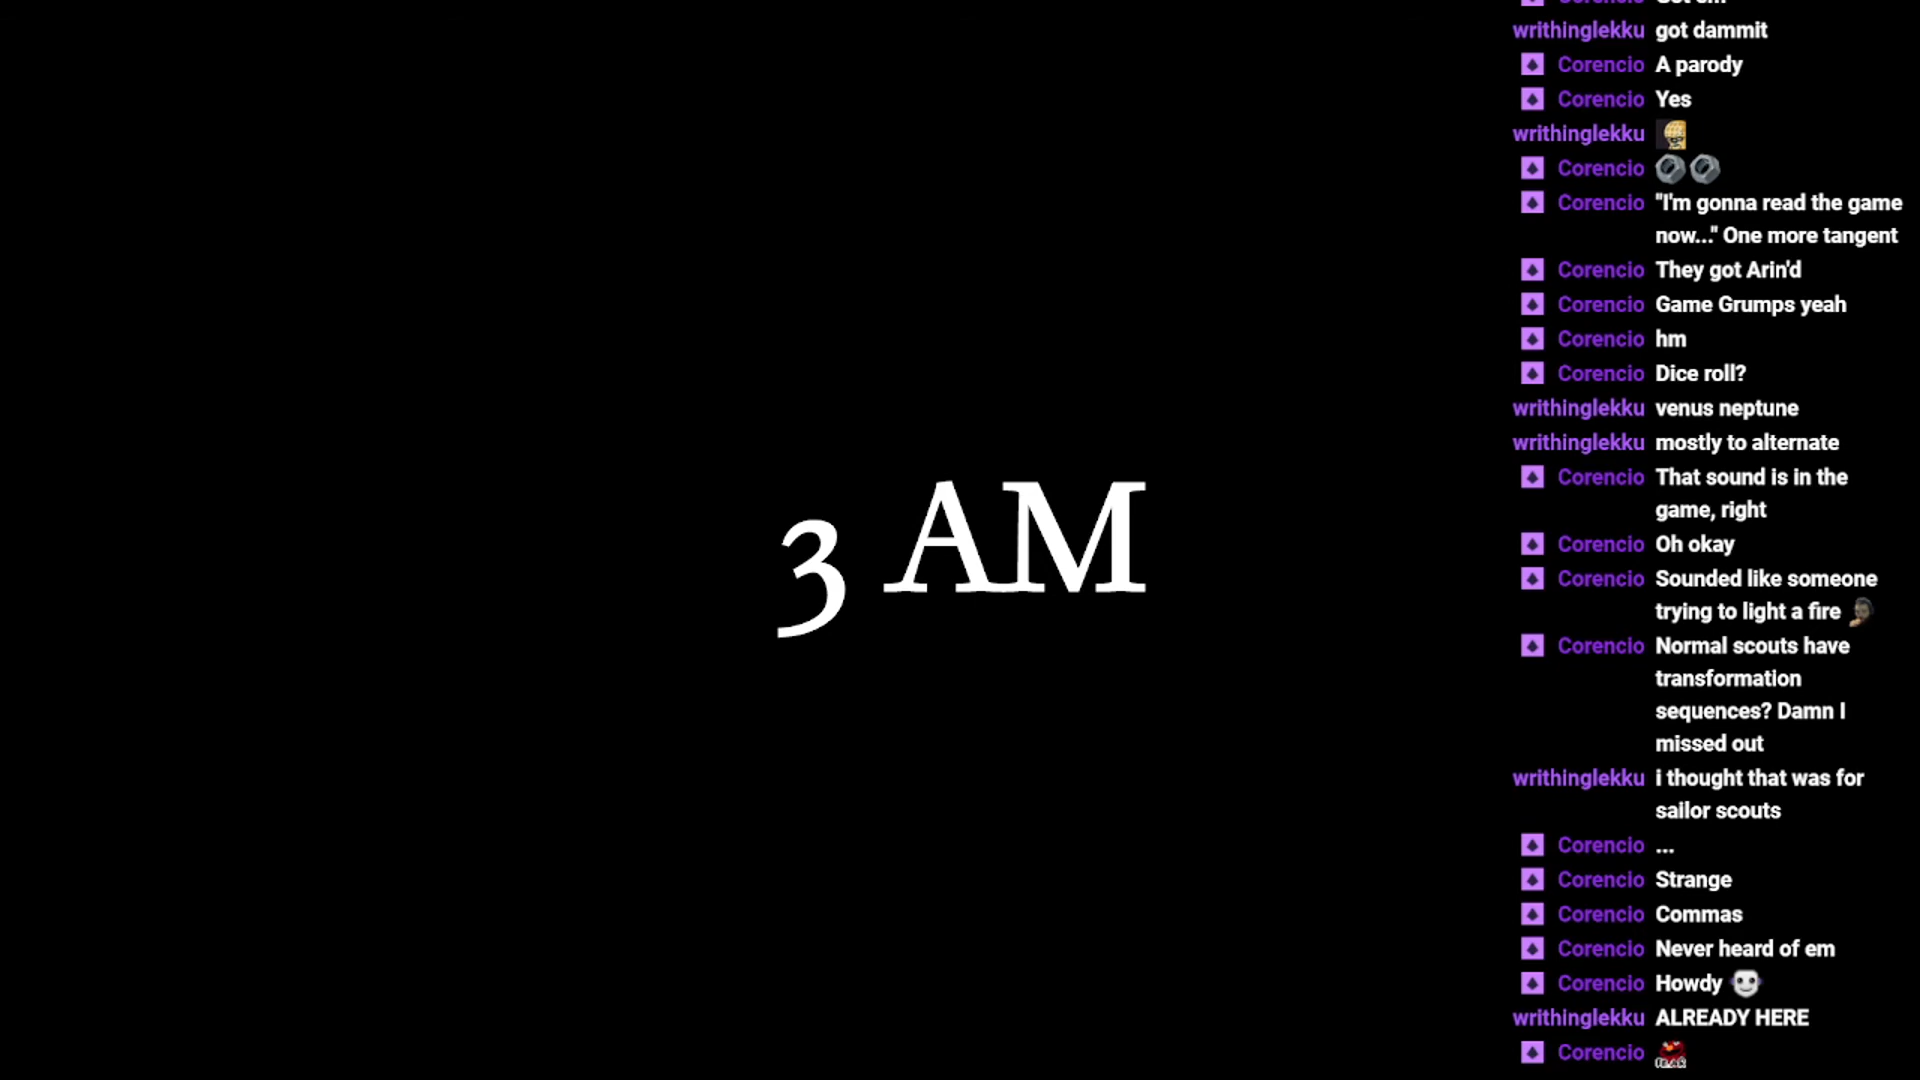 3 AM
writhinglekku got dammit
Corencio A parody
Corencio Yes
writhinglekku
Corencio
Corencio "I'm gonna read the game
now..." One more tangent
Corencio They got Arin'd
Corencio Game Grumps yeah
Corencio hm
Corencio Dice roll?
writhinglekku venus neptune
writhinglekku mostly to alternate
Corencio That sound is in the
game, right
Corencio Oh okay
Corencio Sounded like someone
trying to light a fire
Corencio Normal scouts have
transformation
sequences? Damn I
missed out
writhinglekku i thought that was for
sailor scouts
Corencio ...
Corencio Strange
Corencio Commas
Corencio Never heard of em
Corencio Howdy
writhinglekku ALREADY HERE
Corencio